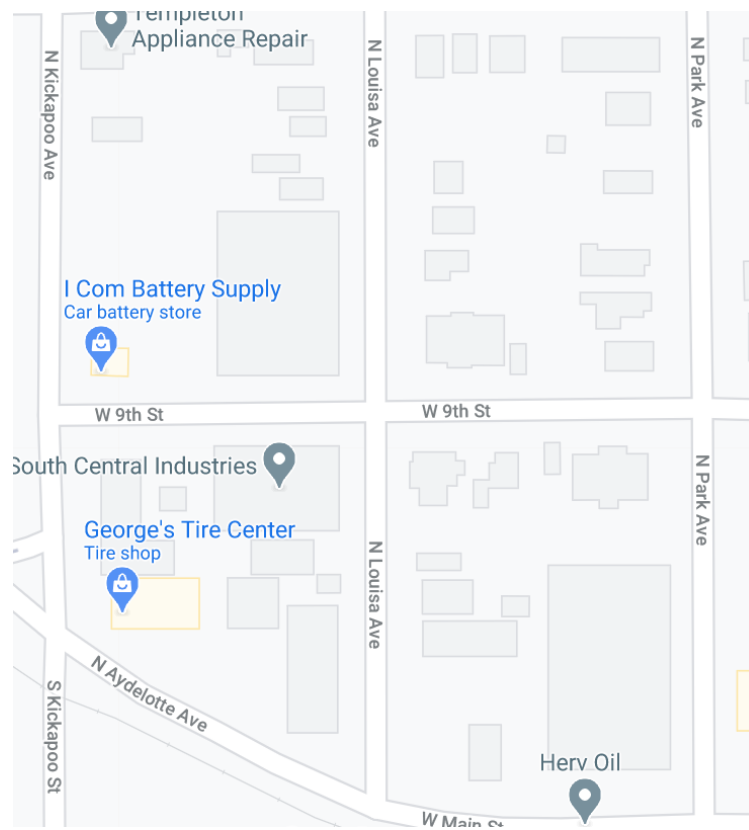 Templeton
Appliance Repair
N Kickapoo Ave
N Louisa Ave
N Park Ave
I Com Battery Supply
Car battery store
W 9th St
W 9th St
South Central Industries
N Park Ave
George's Tire Center
Tire shop
N Louisa Ave
N Aydelotte Ave
S Kickapoo St
Herv Oil
W Main St